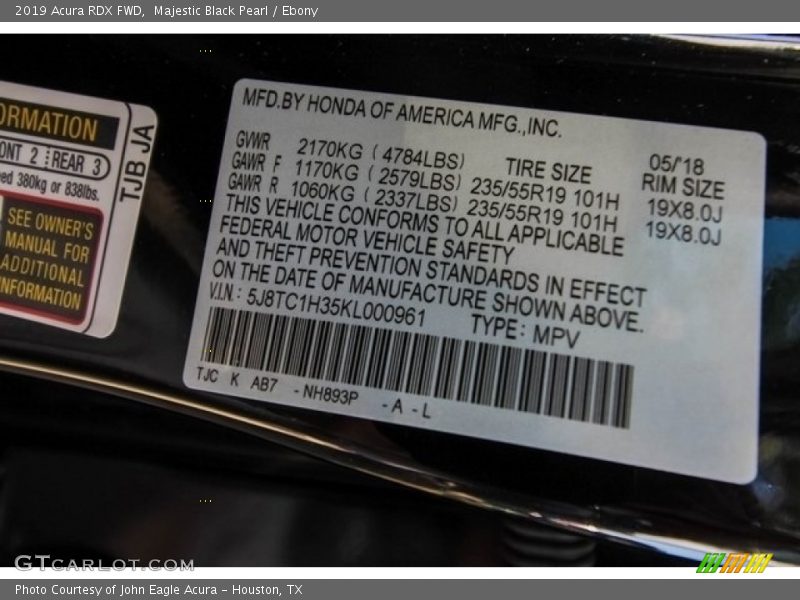 2019 Acura RDX FWD, Majestic Black Pearl / Ebony
ORMATION
ONT 2 REAR 3
ed 380kg or 838lbs.
SEE OWNER'S
MANUAL FOR
ADDITIONAL
INFORMATION
TJB JA
MFD.BY HONDA OF AMERICA MFG.,INC.
GVWR 2170KG (4784LBS) TIRE SIZE 05/'18 RIM SIZE
GAWR F 1170KG (2579LBS) 235/55R19 101H 19X8.0J
GAWR R 1060KG (2337LBS) 235/55R19 101H 19X8.0J
THIS VEHICLE CONFORMS TO ALL APPLICABLE
FEDERAL MOTOR VEHICLE SAFETY
AND THEFT PREVENTION STANDARDS IN EFFECT
ON THE DATE OF MANUFACTURE SHOWN ABOVE.
V.I.N.: 5J8TC1H35KL000961 TYPE: MPV
TJC K AB7 -NH893P -A-L
GTCARLOT.COM
Photo Courtesy of John Eagle Acura - Houston, TX